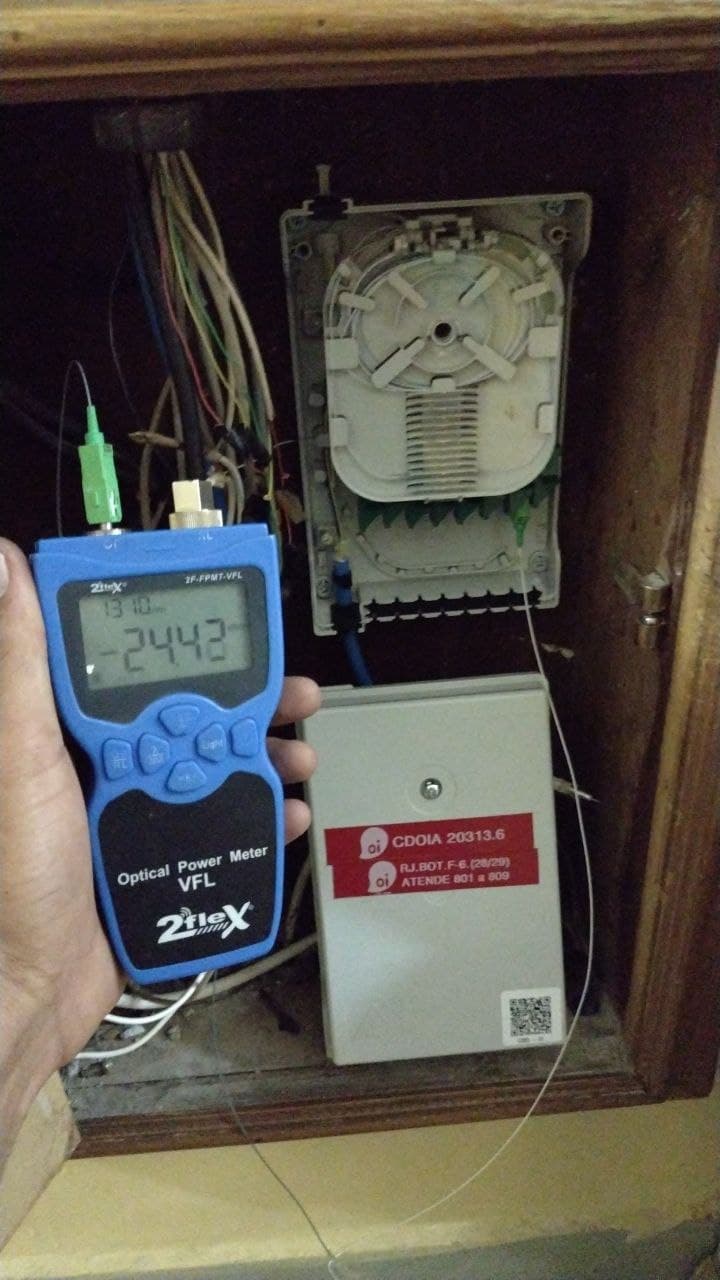 2flex
2F-FPMT-VFL
1310nm
-24.42
Light
Optical Power Meter
VFL
2flex
oi CDOIA 20313.6
oi RJ.BOT.F-6.(28/29)
ATENDE 801 a 809